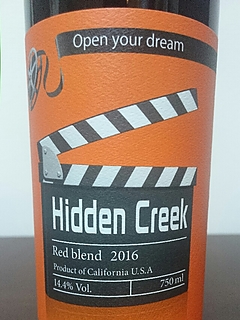 Open your dream
Hidden Creek
Red blend 2016
Product of California U.S.A
14.4% Vol.
750 ml